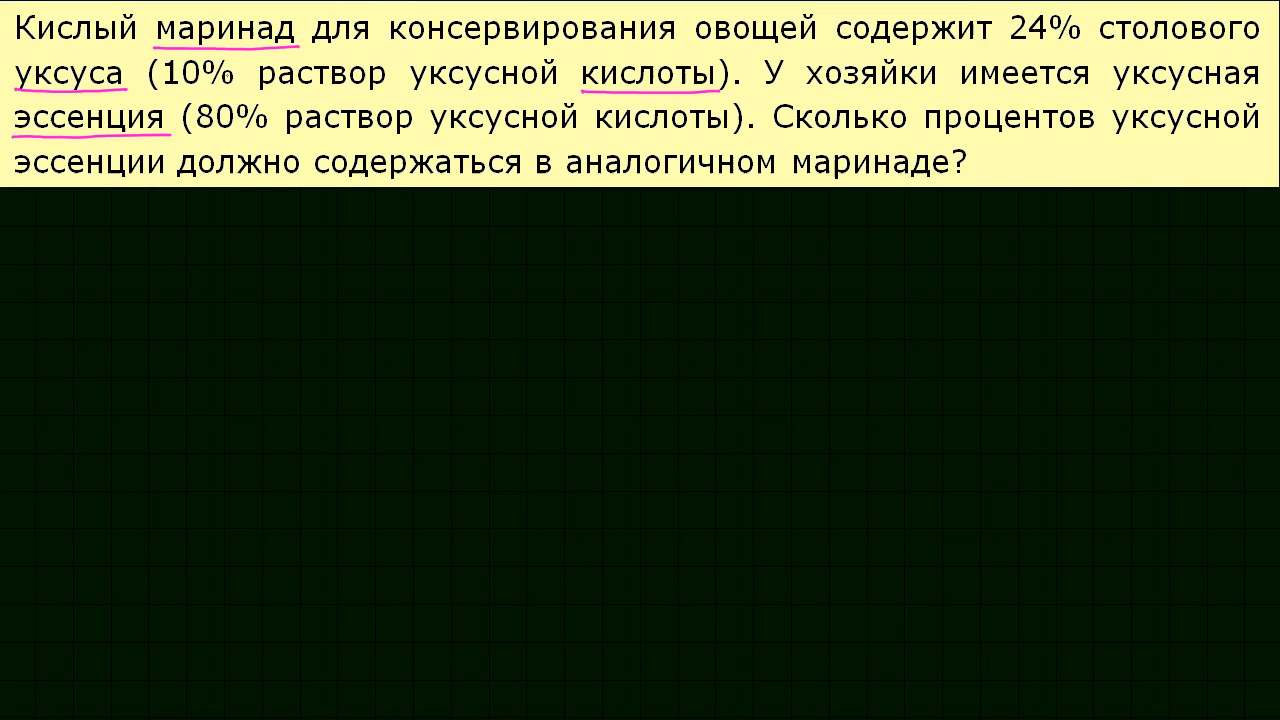 Кислый маринад для консервирования овощей содержит 24% столового
уксуса (10% раствор уксусной кислоты). У хозяйки имеется уксусная
эссенция (80% раствор уксусной кислоты). Сколько процентов уксусной
эссенции должно содержаться в аналогичном маринаде?